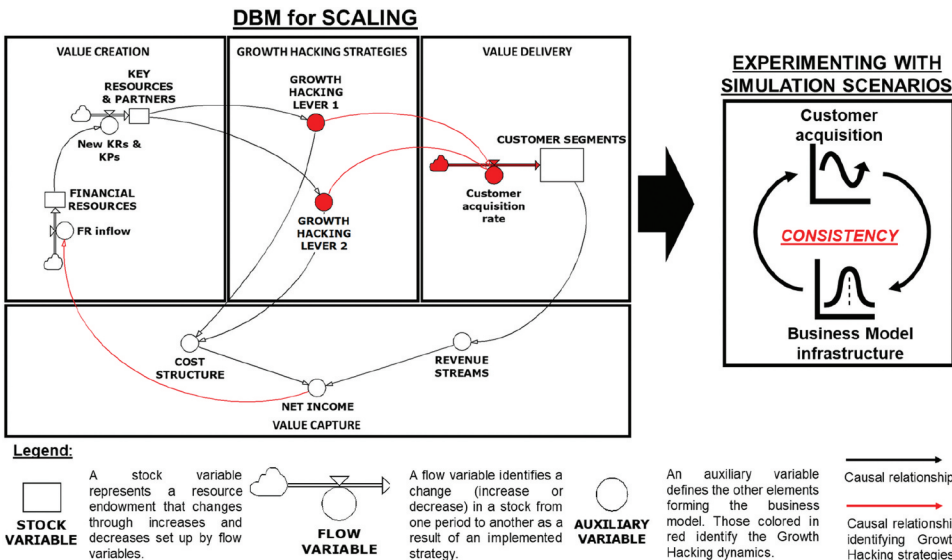 DBM for SCALING
VALUE CREATION
GROWTH HACKING STRATEGIES
VALUE DELIVERY
KEY
RESOURCES
& PARTNERS
New KRs &
KPs
FINANCIAL
RESOURCES
FR inflow
GROWTH
HACKING
LEVER 1
GROWTH
HACKING
LEVER 2
CUSTOMER SEGMENTS
Customer
acquisition
rate
COST
STRUCTURE
REVENUE
STREAMS
NET INCOME
VALUE CAPTURE
EXPERIMENTING WITH
SIMULATION SCENARIOS
Customer
acquisition
CONSISTENCY
Business Model
infrastructure
Legend:
STOCK
VARIABLE
A stock variable
represents a resource
endowment that changes
through increases and
decreases set up by flow
variables.
FLOW
VARIABLE
A flow variable identifies a
change (increase or
decrease) in a stock from
one period to another as a
result of an implemented
strategy.
AUXILIARY
VARIABLE
An auxiliary variable
defines the other elements
forming the business
model. Those colored in
red identify the Growth
Hacking dynamics.
Causal relationship
Causal relationship
identifying Growth
Hacking strategies